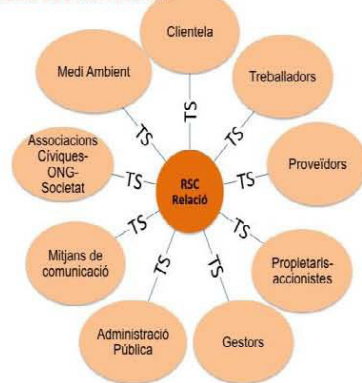 Clientela
Medi Ambient
Treballadors
TS
TS
TS
Associacions
Cíviques-
ONG-
Societat
TS
RSC
Relació
TS
Proveïdors
TS
TS
Mitjans de
comunicació
TS
TS
Propietaris-
accionistes
Administració
Pública
Gestors